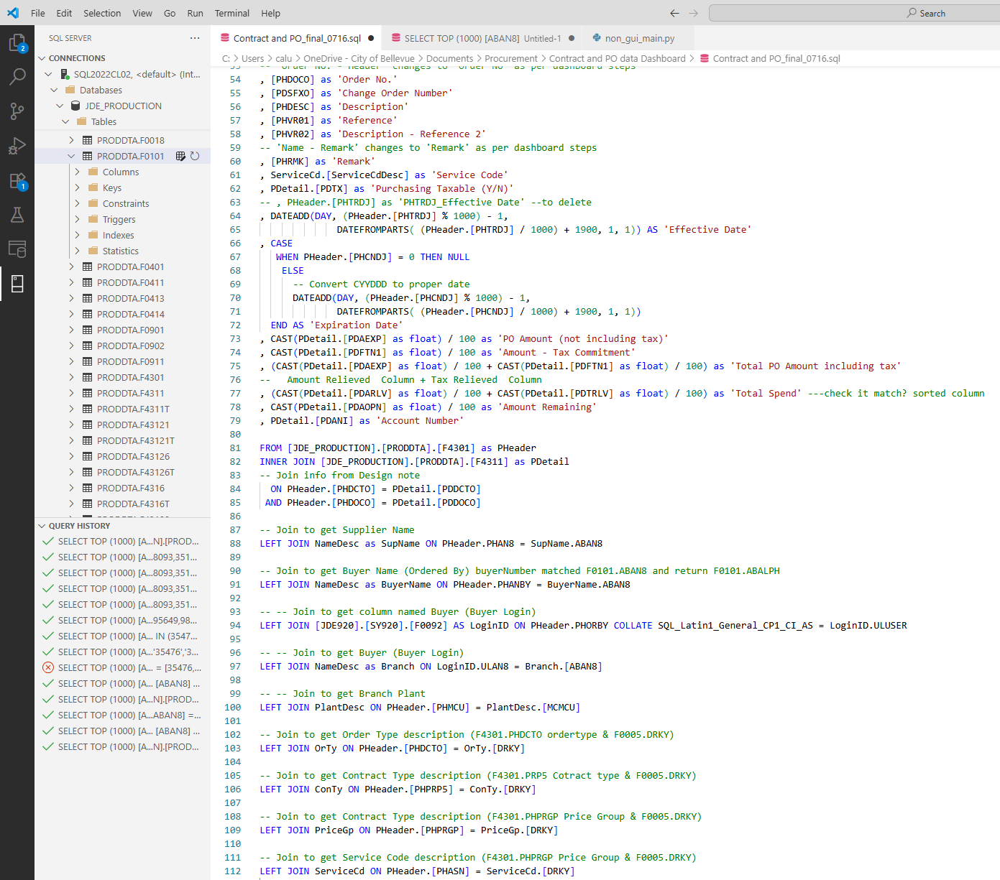 File Edit Selection View Go Run Terminal Help
Search
SQL SERVER
Contract and PO_final_0716.sql
SELECT TOP (1000) [ABAN8] Untitled-1
non_gui_main.py
C: > Users > calu > OneDrive - City of Bellevue > Documents > Procurement > Contract and PO data Dashboard > Contract and PO_final_0716.sql
2
1
CONNECTIONS
SQL2022CL02, <default> (Int...
Databases
JDE_PRODUCTION
Tables
PRODDTA.F0018
PRODDTA.F0101
Columns
Keys
Constraints
Triggers
Indexes
Statistics
PRODDTA.F0401
PRODDTA.F0411
PRODDTA.F0413
PRODDTA.F0414
PRODDTA.F0901
PRODDTA.F0902
PRODDTA.F0911
PRODDTA.F4301
PRODDTA.F4311
PRODDTA.F4311T
PRODDTA.F43121
PRODDTA.F43121T
PRODDTA.F43126
PRODDTA.F43126T
PRODDTA.F4316
PRODDTA.F4316T
QUERY HISTORY
SELECT TOP (1000) [A...N].[PROD...
SELECT TOP (1000) [A...8093,351...
SELECT TOP (1000) [A...8093,351...
SELECT TOP (1000) [A...8093,351...
SELECT TOP (1000) [A...8093,351...
SELECT TOP (1000) [A...95649,98...
SELECT TOP (1000) [A... IN (3547...
SELECT TOP (1000) [A...'35476','3...
SELECT TOP (1000) [A... = [35476,...
SELECT TOP (1000) [A... [ABAN8] ...
SELECT TOP (1000) [A...N].[PROD...
SELECT TOP (1000) [A...ABAN8] =...
SELECT TOP (1000) [A... [ABAN8] ...
SELECT TOP (1000) [A...N].[PROD...
53 -- 'Order No. - Header' changes to 'Order No' as per dashboard steps
54 , [PHDOCO] as 'Order No.'
55 , [PDSFXO] as 'Change Order Number'
56 , [PHDESC] as 'Description'
57 , [PHVR01] as 'Reference'
58 , [PHVR02] as 'Description - Reference 2'
59 -- 'Name - Remark' changes to 'Remark' as per dashboard steps
60 , [PHRMK] as 'Remark'
61 , ServiceCd.[ServiceCdDesc] as 'Service Code'
62 , PDetail.[PDTX] as 'Purchasing Taxable (Y/N)'
63 -- , PHeader.[PHTRDJ] as 'PHTRDJ_Effective Date' --to delete
64 , DATEADD(DAY, (PHeader.[PHTRDJ] % 1000) - 1,
65 DATEFROMPARTS( (PHeader.[PHTRDJ] / 1000) + 1900, 1, 1)) AS 'Effective Date'
66 , CASE
67 WHEN PHeader.[PHCNDJ] = 0 THEN NULL
68 ELSE
69 -- Convert CYYDDD to proper date
70 DATEADD(DAY, (PHeader.[PHCNDJ] % 1000) - 1,
71 DATEFROMPARTS( (PHeader.[PHCNDJ] / 1000) + 1900, 1, 1))
72 END AS 'Expiration Date'
73 , CAST(PDetail.[PDAEXP] as float) / 100 as 'PO Amount (not including tax)'
74 , CAST(PDetail.[PDFTN1] as float) / 100 as 'Amount - Tax Commitment'
75 , (CAST(PDetail.[PDAEXP] as float) / 100 + CAST(PDetail.[PDFTN1] as float) / 100) as 'Total PO Amount including tax'
76 --   Amount Relieved  Column + Tax Relieved  Column
77 , (CAST(PDetail.[PDARLV] as float) / 100 + CAST(PDetail.[PDTRLV] as float) / 100) as 'Total Spend' ---check it match? sorted column
78 , CAST(PDetail.[PDAOPN] as float) / 100 as 'Amount Remaining'
79 , PDetail.[PDANI] as 'Account Number'
80
81 FROM [JDE_PRODUCTION].[PRODDTA].[F4301] as PHeader
82 INNER JOIN [JDE_PRODUCTION].[PRODDTA].[F4311] as PDetail
83 -- Join info from Design note
84 ON PHeader.[PHDCTO] = PDetail.[PDDCTO]
85 AND PHeader.[PHDOCO] = PDetail.[PDDOCO]
86
87 -- Join to get Supplier Name
88 LEFT JOIN NameDesc as SupName ON PHeader.PHAN8 = SupName.ABAN8
89
90 -- Join to get Buyer Name (Ordered By) buyerNumber matched F0101.ABAN8 and return F0101.ABALPH
91 LEFT JOIN NameDesc as BuyerName ON PHeader.PHANBY = BuyerName.ABAN8
92
93 -- -- Join to get column named Buyer (Buyer Login)
94 LEFT JOIN [JDE920].[SY920].[F0092] AS LoginID ON PHeader.PHORBY COLLATE SQL_Latin1_General_CP1_CI_AS = LoginID.ULUSER
95
96 -- -- Join to get Buyer (Buyer Login)
97 LEFT JOIN NameDesc as Branch ON LoginID.ULAN8 = Branch.[ABAN8]
98
99 -- -- Join to get Branch Plant
100 LEFT JOIN PlantDesc ON PHeader.[PHMCU] = PlantDesc.[MCMCU]
101
102 -- Join to get Order Type description (F4301.PHDCTO ordertype & F0005.DRKY)
103 LEFT JOIN OrTy ON PHeader.[PHDCTO] = OrTy.[DRKY]
104
105 -- Join to get Contract Type description (F4301.PRP5 Cotract type & F0005.DRKY)
106 LEFT JOIN ConTy ON PHeader.[PHPRP5] = ConTy.[DRKY]
107
108 -- Join to get Contract Type description (F4301.PHPRGP Price Group & F0005.DRKY)
109 LEFT JOIN PriceGp ON PHeader.[PHPRGP] = PriceGp.[DRKY]
110
111 -- Join to get Service Code description (F4301.PHPRGP Price Group & F0005.DRKY)
112 LEFT JOIN ServiceCd ON PHeader.[PHASN] = ServiceCd.[DRKY]